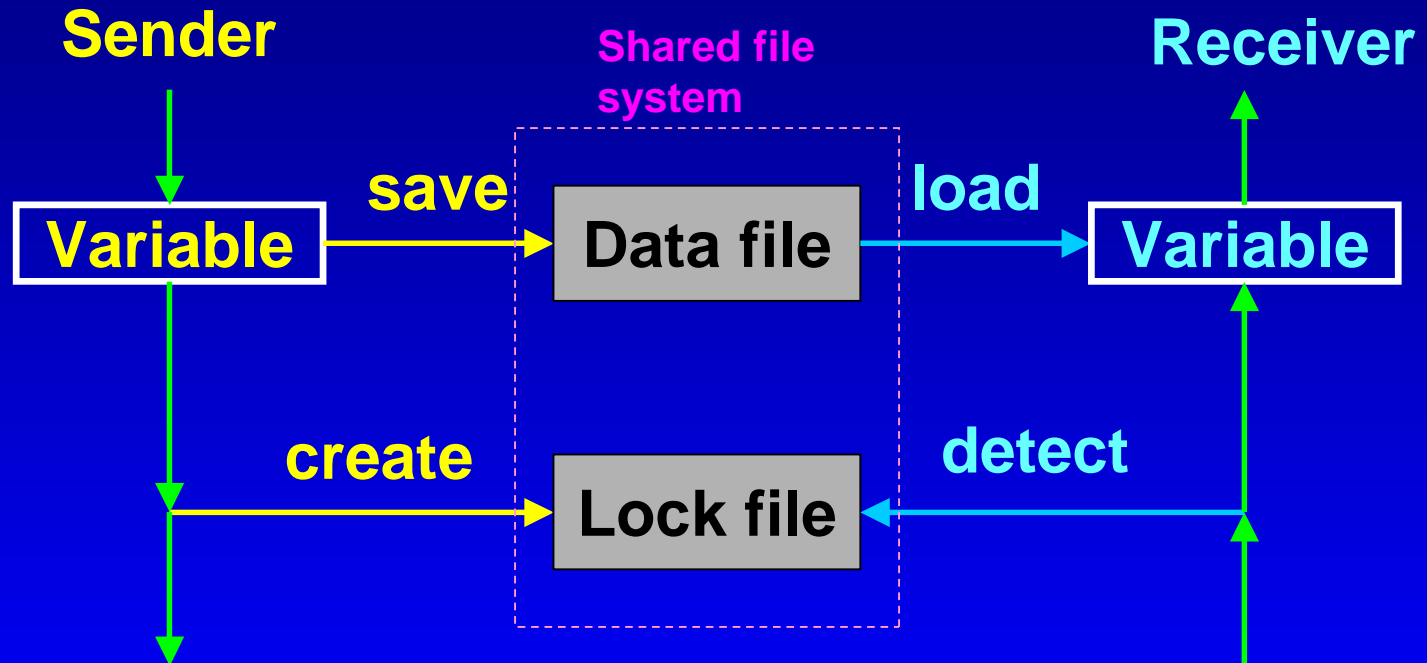 Sender
Shared file
system
Receiver
save
load
Variable
Data file
Variable
create
detect
Lock file